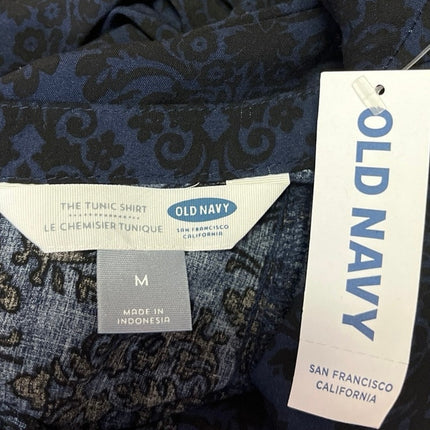 THE TUNIC SHIRT
LE CHEMISIER TUNIQUE
OLD NAVY
SAN FRANCISCO
CALIFORNIA
M
MADE IN
INDONESIA
OLD NAVY
SAN FRANCISCO
CALIFORNIA